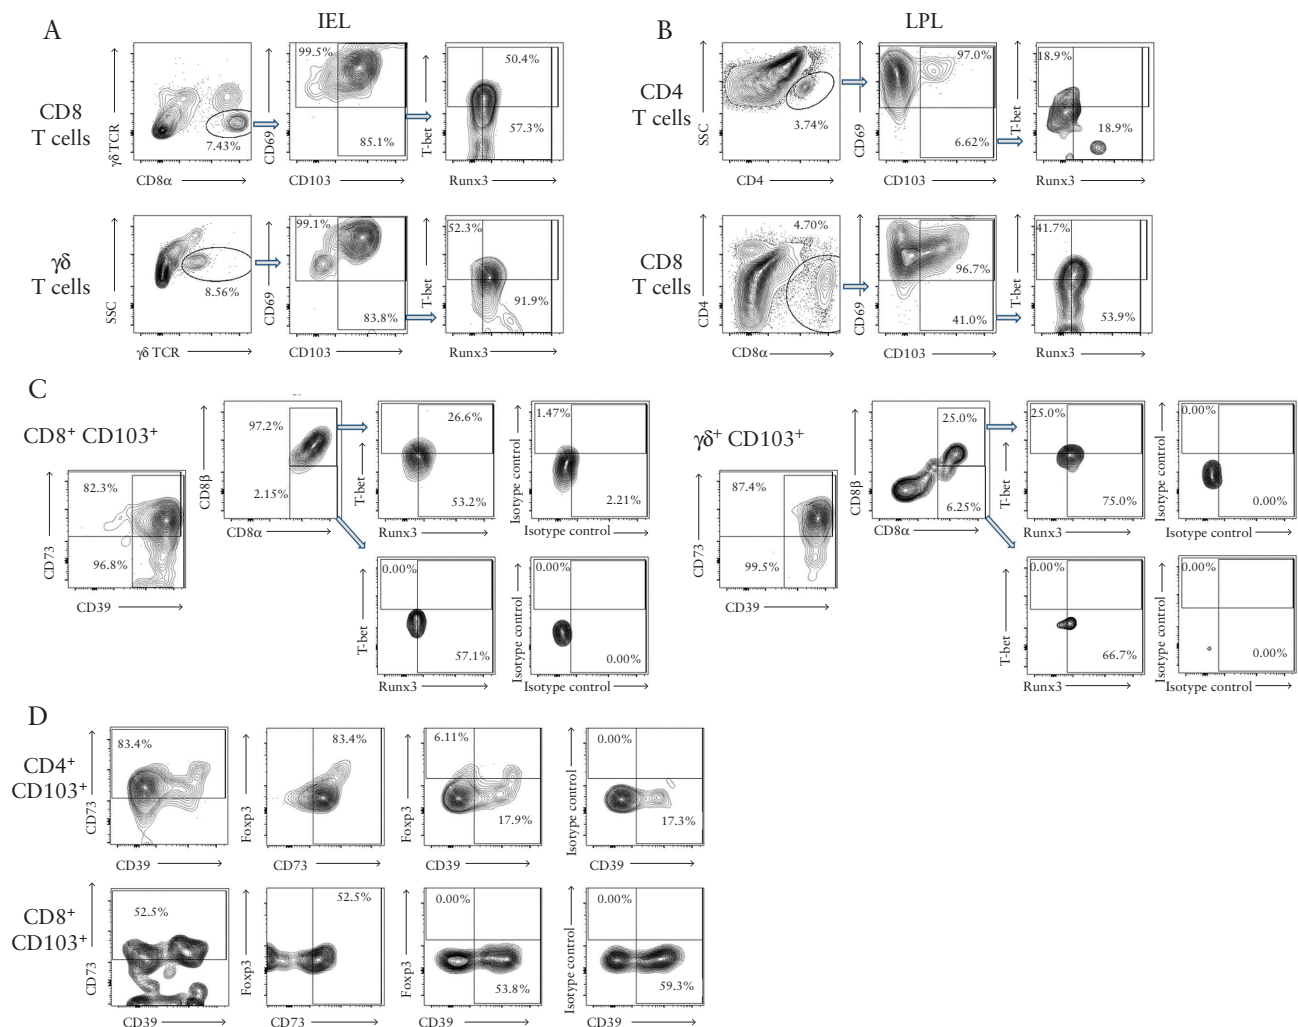 A
IEL
CD8
T cells
γδ TCR
7.43%
CD8α
CD69
99.5%
85.1%
CD103
T-bet
50.4%
57.3%
Runx3
γδ
T cells
SSC
8.56%
γδ TCR
CD69
99.1%
83.8%
CD103
T-bet
52.3%
91.9%
Runx3
B
LPL
CD4
T cells
SSC
3.74%
CD4
CD69
97.0%
6.62%
CD103
T-bet
18.9%
18.9%
Runx3
CD8
T cells
CD4
4.70%
CD8α
CD69
96.7%
41.0%
CD103
T-bet
41.7%
53.9%
Runx3
C
CD8⁺ CD103⁺
CD73
82.3%
96.8%
CD39
CD8β
97.2%
2.15%
CD8α
T-bet
26.6%
53.2%
Runx3
Isotype control
1.47%
2.21%
Isotype control
T-bet
0.00%
57.1%
Runx3
Isotype control
0.00%
0.00%
Isotype control
γδ⁺ CD103⁺
CD73
87.4%
99.5%
CD39
CD8β
25.0%
6.25%
CD8α
T-bet
25.0%
75.0%
Runx3
Isotype control
0.00%
0.00%
Isotype control
T-bet
0.00%
66.7%
Runx3
Isotype control
0.00%
0.00%
Isotype control
D
CD4⁺
CD103⁺
CD73
83.4%
CD39
Foxp3
83.4%
CD73
Foxp3
6.11%
17.9%
CD39
Isotype control
0.00%
17.3%
CD39
CD8⁺
CD103⁺
CD73
52.5%
CD39
Foxp3
52.5%
CD73
Foxp3
0.00%
53.8%
CD39
Isotype control
0.00%
59.3%
CD39